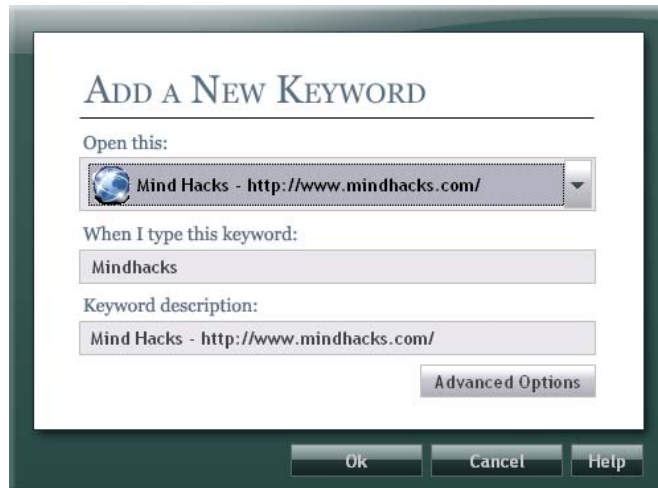 ADD A NEW KEYWORD
Open this:
Mind Hacks - http://www.mindhacks.com/
When I type this keyword:
Mindhacks
Keyword description:
Mind Hacks - http://www.mindhacks.com/
Advanced Options
Ok Cancel Help